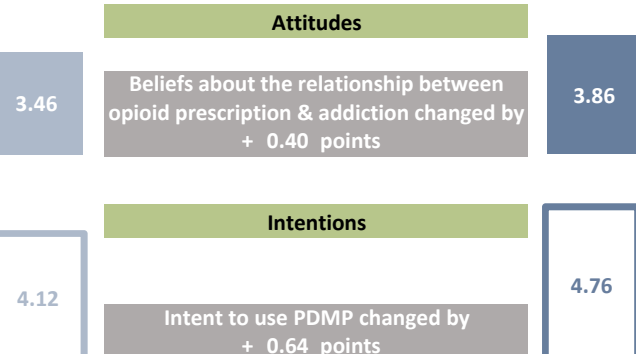 Attitudes
3.46
Beliefs about the relationship between
opioid prescription & addiction changed by
+ 0.40 points
3.86
Intentions
4.12
Intent to use PDMP changed by
+ 0.64 points
4.76